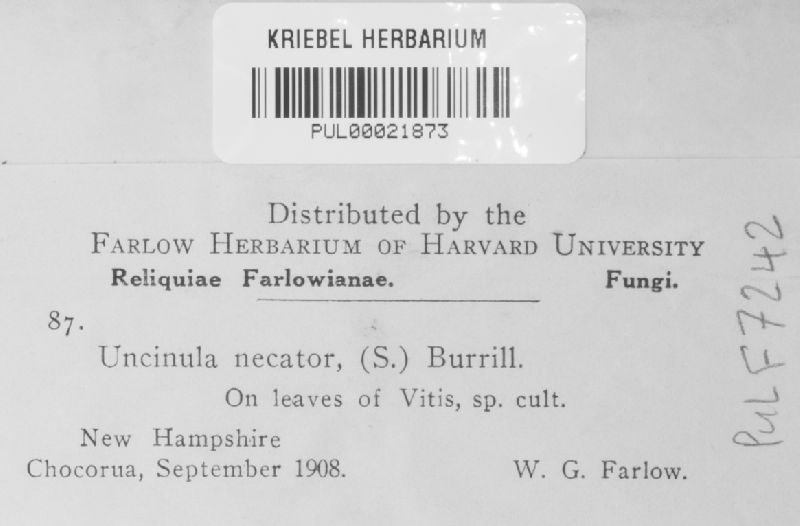 KRIEBEL HERBARIUM
PUL00021873
Distributed by the
FARLOW HERBARIUM OF HARVARD UNIVERSITY
Reliquiae Farlowianae. Fungi.
87.
Uncinula necator, (S.) Burrill.
On leaves of Vitis, sp. cult.
New Hampshire
Chocorua, September 1908. W. G. Farlow.
PUL F7242